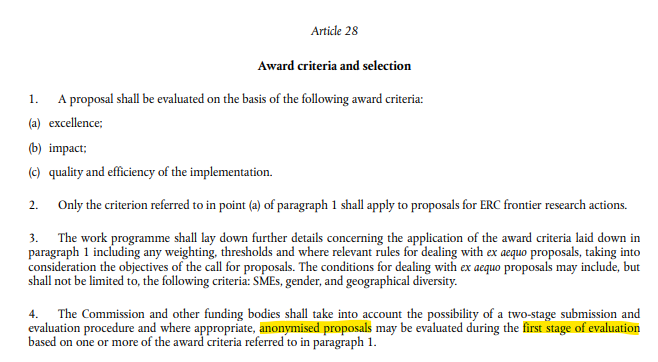 Article 28
Award criteria and selection
1. A proposal shall be evaluated on the basis of the following award criteria:
(a) excellence;
(b) impact;
(c) quality and efficiency of the implementation.
2. Only the criterion referred to in point (a) of paragraph 1 shall apply to proposals for ERC frontier research actions.
3. The work programme shall lay down further details concerning the application of the award criteria laid down in
paragraph 1 including any weighting, thresholds and where relevant rules for dealing with ex aequo proposals, taking into
consideration the objectives of the call for proposals. The conditions for dealing with ex aequo proposals may include, but
shall not be limited to, the following criteria: SMEs, gender, and geographical diversity.
4. The Commission and other funding bodies shall take into account the possibility of a two-stage submission and
evaluation procedure and where appropriate, anonymised proposals may be evaluated during the first stage of evaluation
based on one or more of the award criteria referred to in paragraph 1.